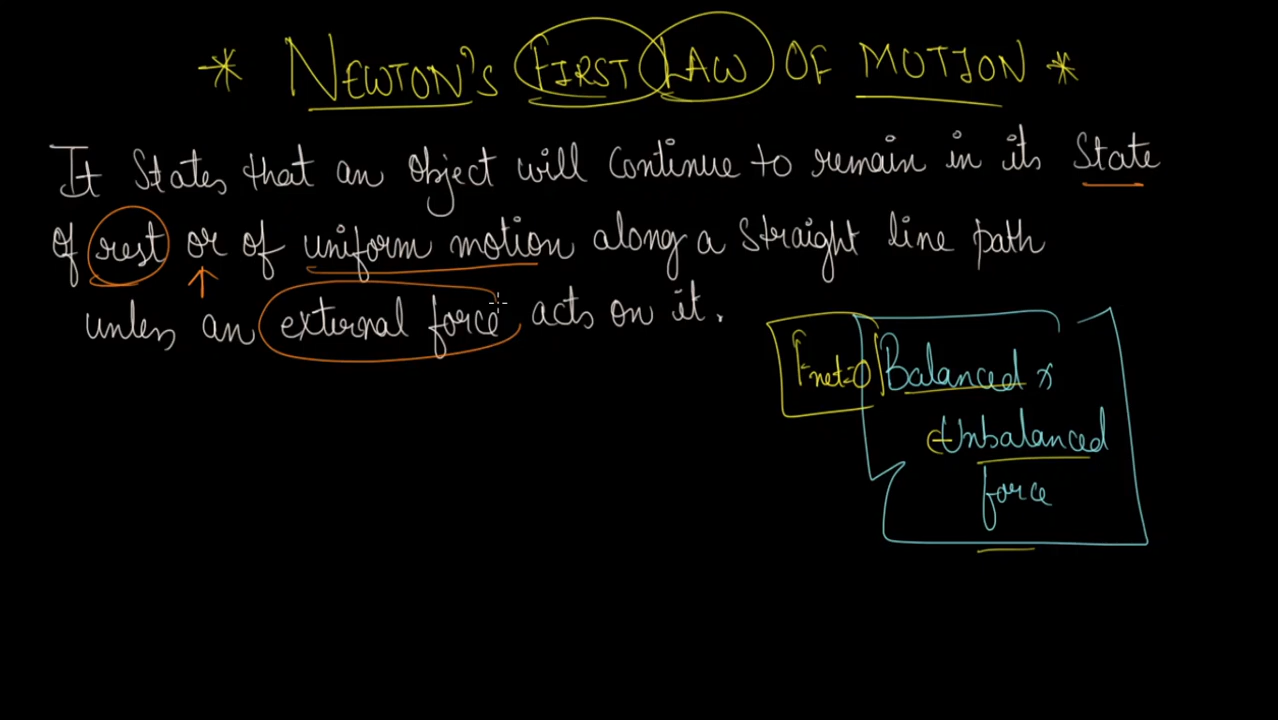 * NEWTON'S FIRST LAW OF MOTION *
It States that an object will continue to remain in its State
of rest or of uniform motion along a straight line path
unless an external force acts on it.
Fnet=0 Balanced x
Unbalanced
force